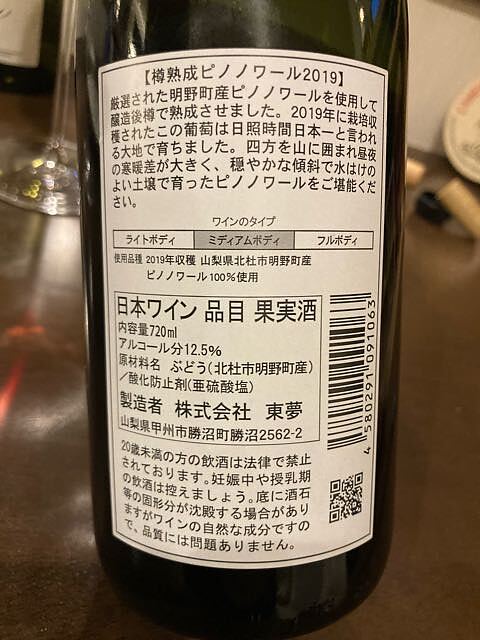 【樽熟成ピノノワール2019】
厳選された明野町産ピノノワールを使用して
醸造後樽で熟成させました。2019年に栽培収
穫されたこの葡萄は日照時間日本一と言われ
る大地で育ちました。四方を山に囲まれ昼夜
の寒暖差が大きく、穏やかな傾斜で水はけの
よい土壌で育ったピノノワールをご堪能くだ
さい。
ワインのタイプ
ライトボディ ミディアムボディ フルボディ
使用品種 2019年収穫 山梨県北杜市明野町産
ピノノワール100%使用
日本ワイン 品目 果実酒
内容量720ml
アルコール分12.5%
原材料名 ぶどう(北杜市明野町産)
/酸化防止剤(亜硫酸塩)
製造者 株式会社 東夢
山梨県甲州市勝沼町勝沼2562-2
4 580291 091063
20歳未満の方の飲酒は法律で禁止
されております。妊娠中や授乳期
の飲酒は控えましょう。底に酒石
等の固形分が沈殿する場合があり
ますがワインの自然な成分ですの
で、品質には問題ありません。